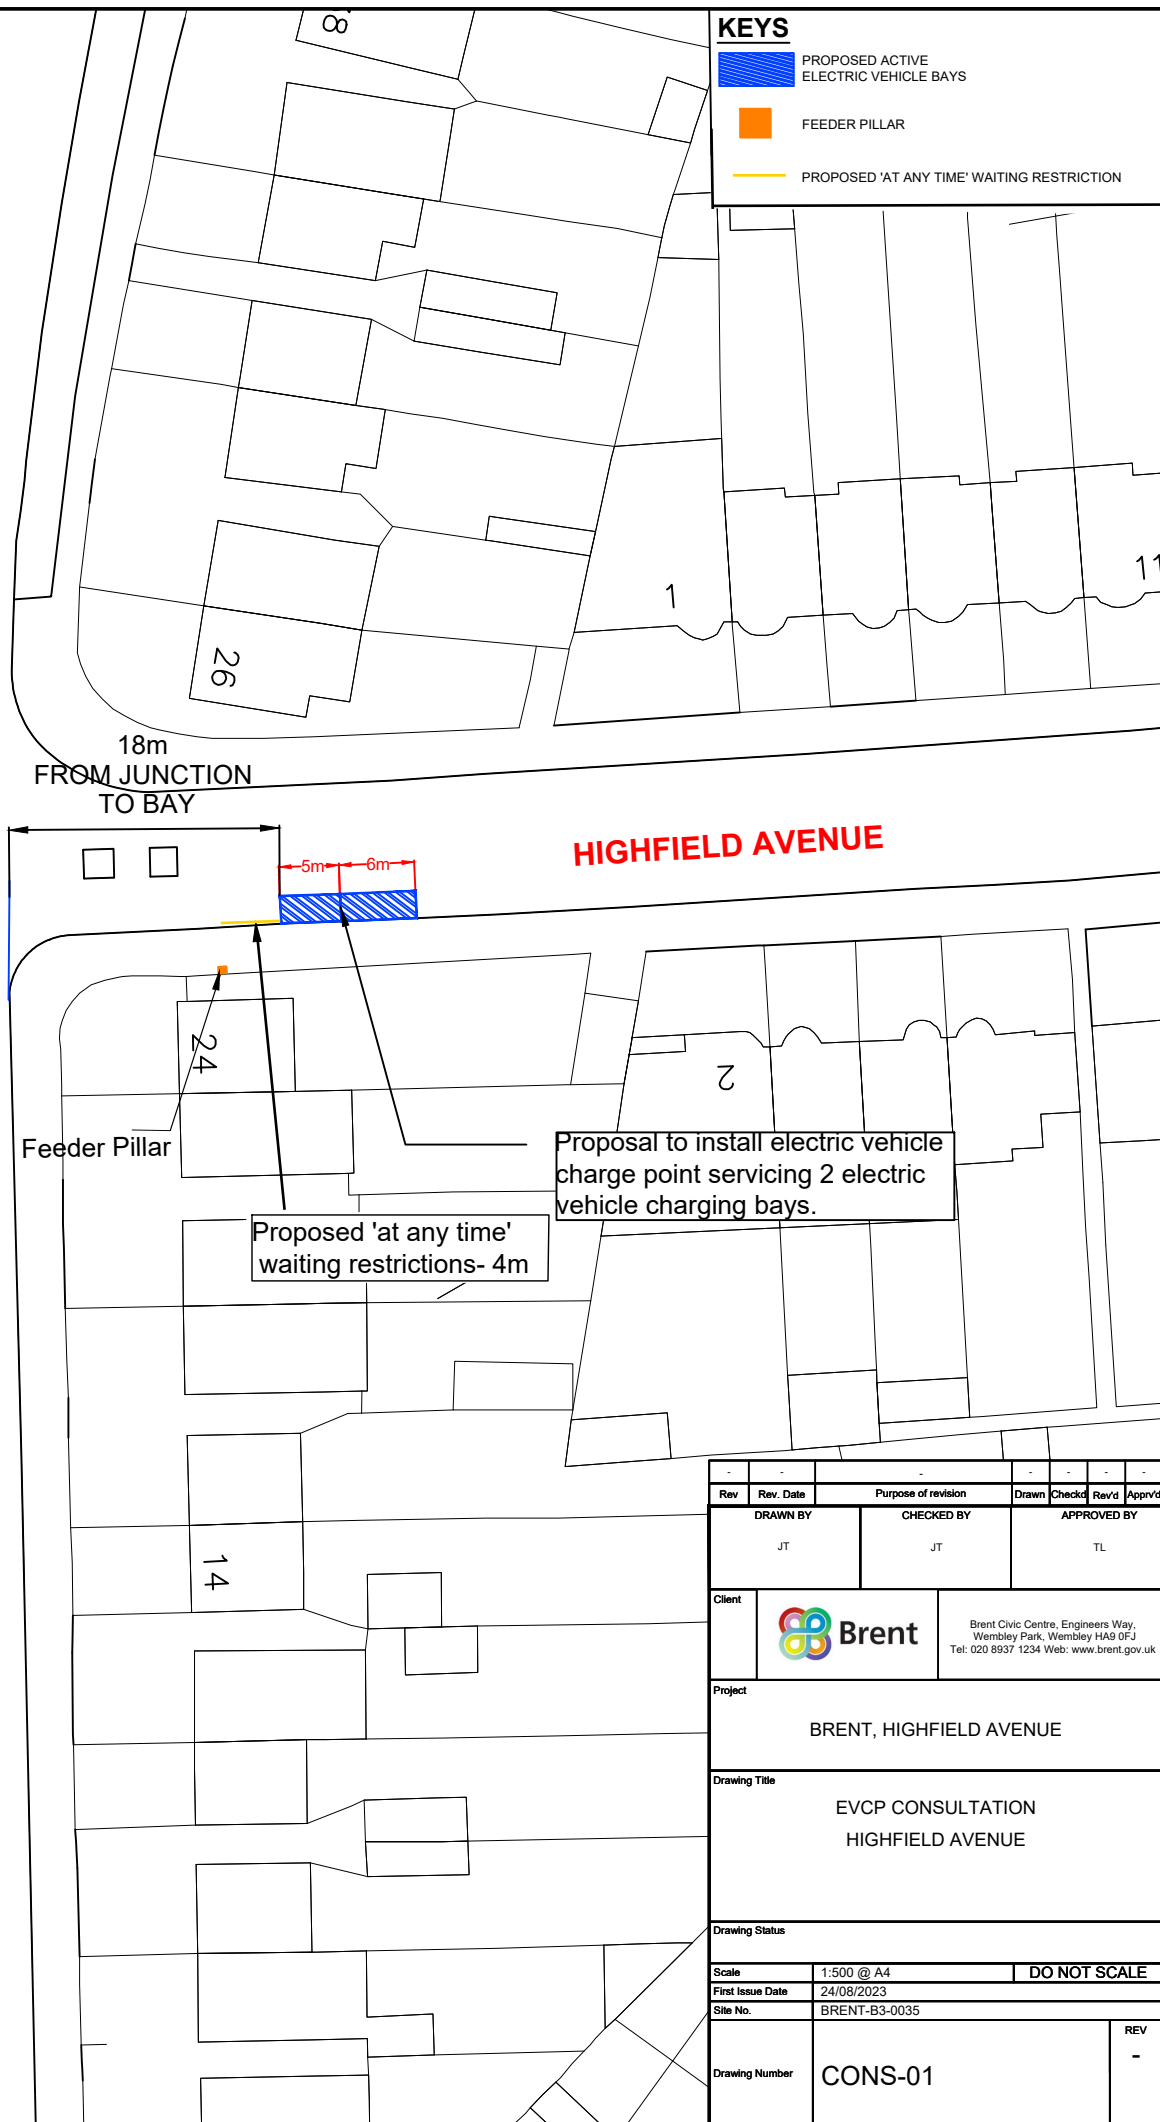 KEYS
PROPOSED ACTIVE
ELECTRIC VEHICLE BAYS
FEEDER PILLAR
PROPOSED 'AT ANY TIME' WAITING RESTRICTION
1
11
26
18m
FROM JUNCTION
TO BAY
HIGHFIELD AVENUE
5m
6m
24
2
Feeder Pillar
Proposal to install electric vehicle
charge point servicing 2 electric
vehicle charging bays.
Proposed 'at any time'
waiting restrictions- 4m
14
- - - - - - -
Rev Rev. Date Purpose of revision Drawn Checkd Rev'd Apprv'd
DRAWN BY CHECKED BY APPROVED BY
JT JT TL
Client
Brent
Brent Civic Centre, Engineers Way,
Wembley Park, Wembley HA9 0FJ
Tel: 020 8937 1234 Web: www.brent.gov.uk
Project
BRENT, HIGHFIELD AVENUE
Drawing Title
EVCP CONSULTATION
HIGHFIELD AVENUE
Drawing Status
Scale 1:500 @ A4 DO NOT SCALE
First Issue Date 24/08/2023
Site No. BRENT-B3-0035
REV
-
Drawing Number CONS-01